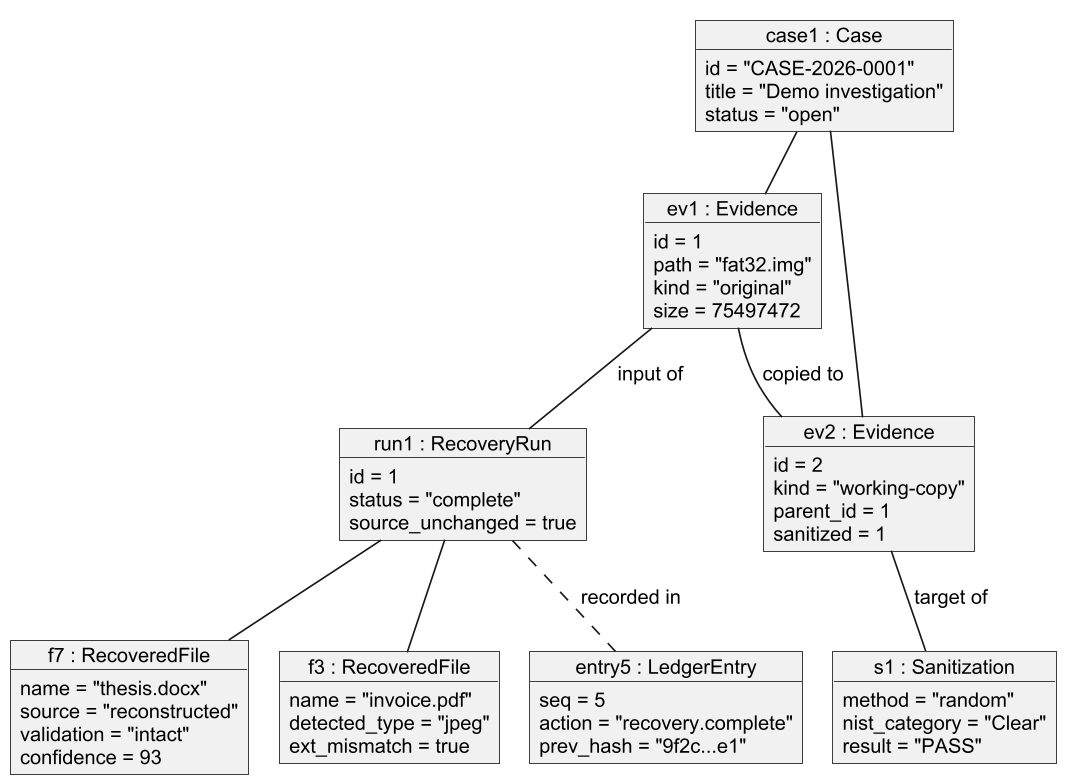 case1 : Case
id = "CASE-2026-0001"
title = "Demo investigation"
status = "open"
ev1 : Evidence
id = 1
path = "fat32.img"
kind = "original"
size = 75497472
input of
copied to
run1 : RecoveryRun
id = 1
status = "complete"
source_unchanged = true
ev2 : Evidence
id = 2
kind = "working-copy"
parent_id = 1
sanitized = 1
recorded in
target of
f7 : RecoveredFile
name = "thesis.docx"
source = "reconstructed"
validation = "intact"
confidence = 93
f3 : RecoveredFile
name = "invoice.pdf"
detected_type = "jpeg"
ext_mismatch = true
entry5 : LedgerEntry
seq = 5
action = "recovery.complete"
prev_hash = "9f2c...e1"
s1 : Sanitization
method = "random"
nist_category = "Clear"
result = "PASS"